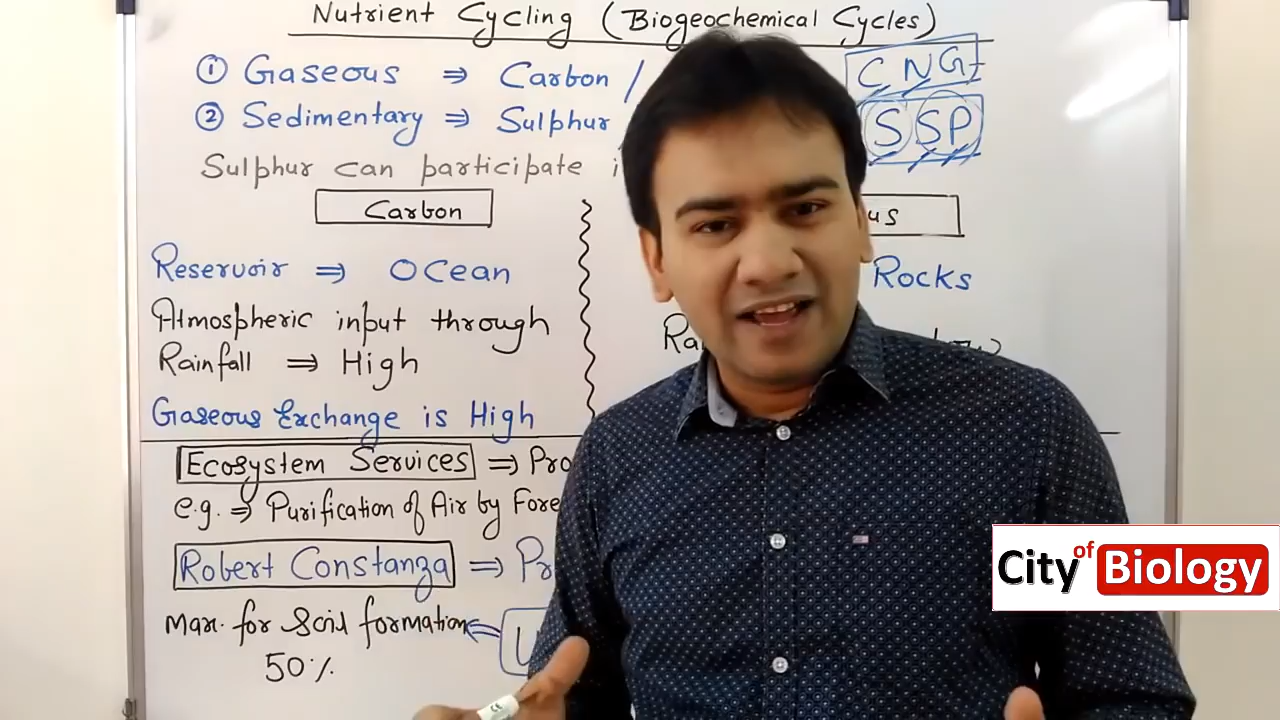 Nutrient Cycling (Biogeochemical Cycles)
① Gaseous ⇒ Carbon /
CNG
② Sedimentary ⇒ Sulphur
SSP
Sulphur can participate i
Carbon
us
Reservoir ⇒ Ocean
Rocks
Atmospheric input through
Rainfall ⇒ High
Ra
Gaseous Exchange is High
Ecosystem Services ⇒ Pro
e.g. ⇒ Purification of Air by Fore
Robert Constanza ⇒ Pr
Max. for Soil formation
50%
City of Biology